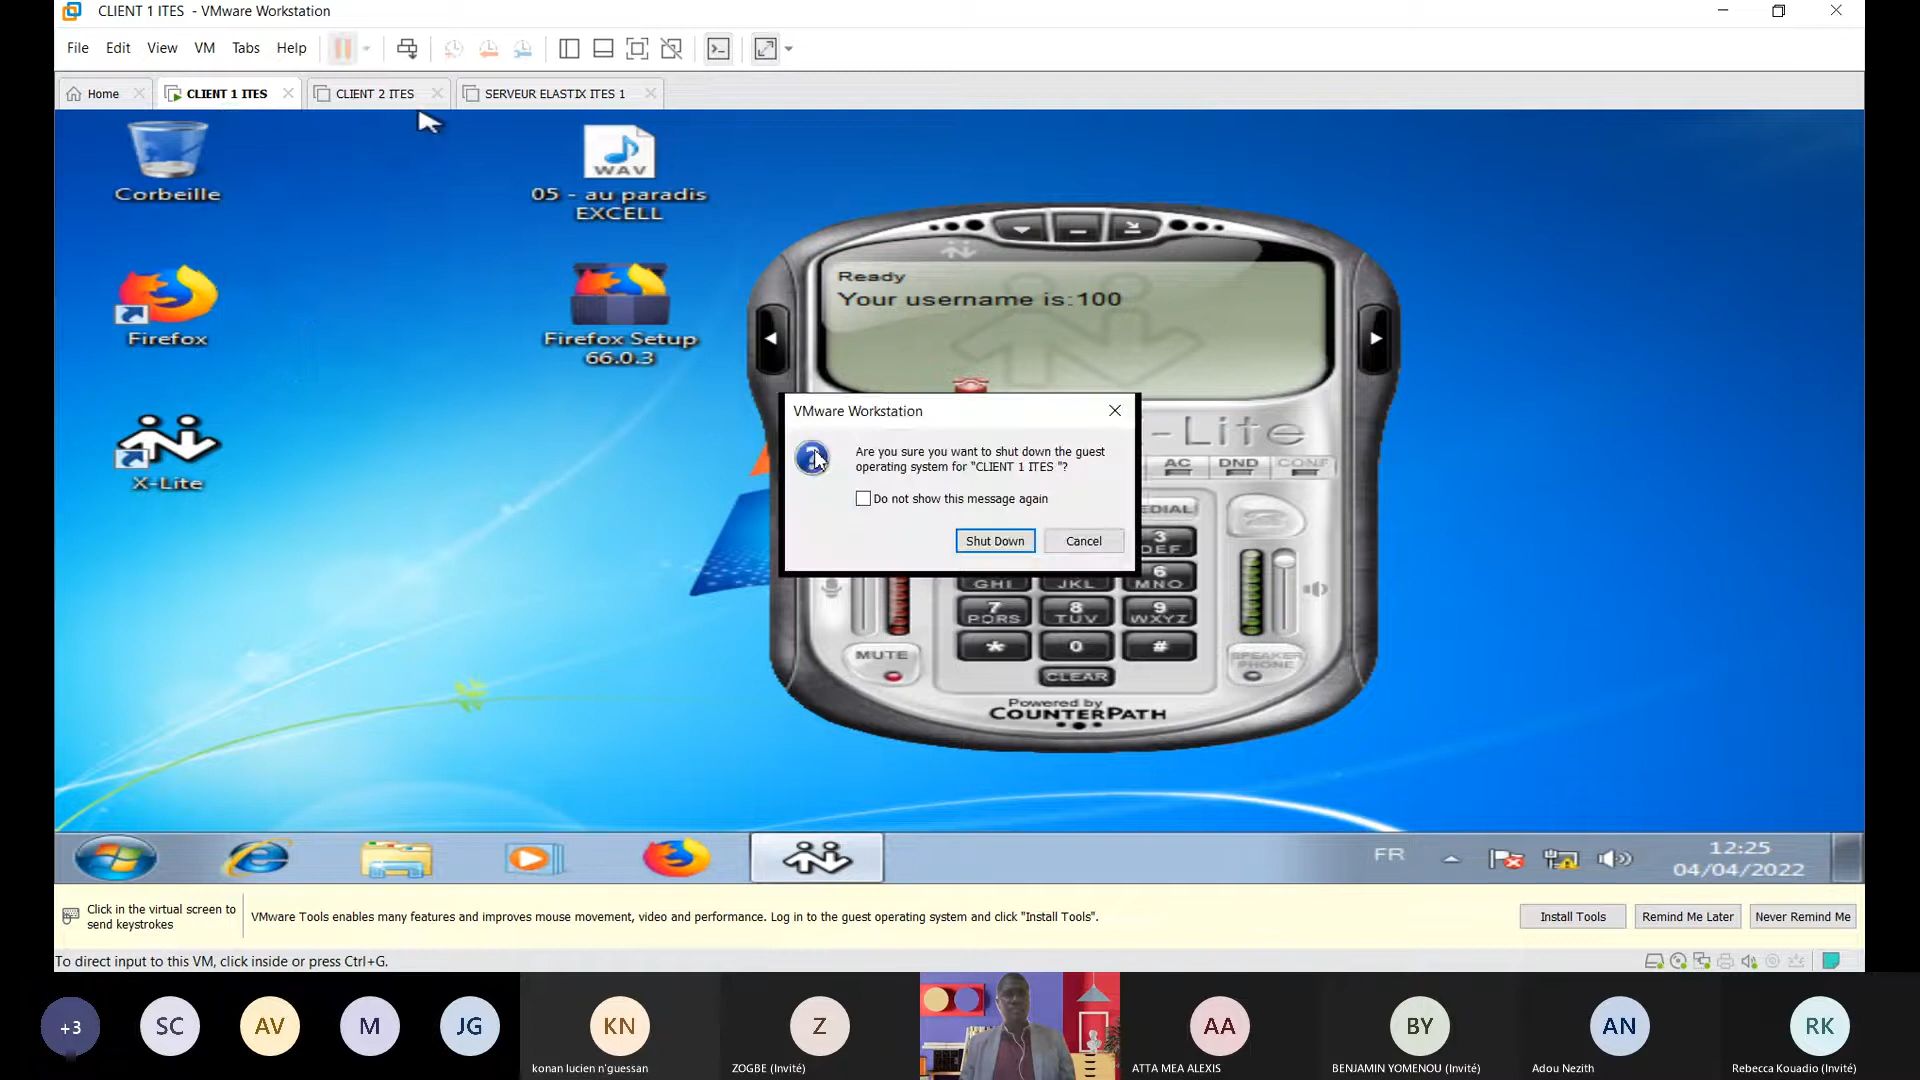 CLIENT 1 ITES - VMware Workstation
File Edit View VM Tabs Help
Home CLIENT 1 ITES CLIENT 2 ITES SERVEUR ELASTIX ITES 1
Corbeille
WAV
05 - au paradis
EXCELL
Firefox
Firefox Setup
66.0.3
X-Lite
Ready
Your username is:100
-Lite
AC DND CONF
EDIAL
VMware Workstation
Are you sure you want to shut down the guest
operating system for "CLIENT 1 ITES "?
Do not show this message again
Shut Down Cancel
3
DEF
6
GHI JKL MNO
7 8 9
PQRS TUV WXYZ
* 0 #
MUTE
SPEAKER
PHONE
CLEAR
Powered by
COUNTERPATH
FR
12:25
04/04/2022
Click in the virtual screen to
send keystrokes
VMware Tools enables many features and improves mouse movement, video and performance. Log in to the guest operating system and click "Install Tools".
Install Tools Remind Me Later Never Remind Me
To direct input to this VM, click inside or press Ctrl+G.
+3 SC AV M JG KN Z AA BY AN RK
konan lucien n'guessan ZOGBE (Invité) ATTA MEA ALEXIS BENJAMIN YOMENOU (Invité) Adou Nezith Rebecca Kouadio (Invité)